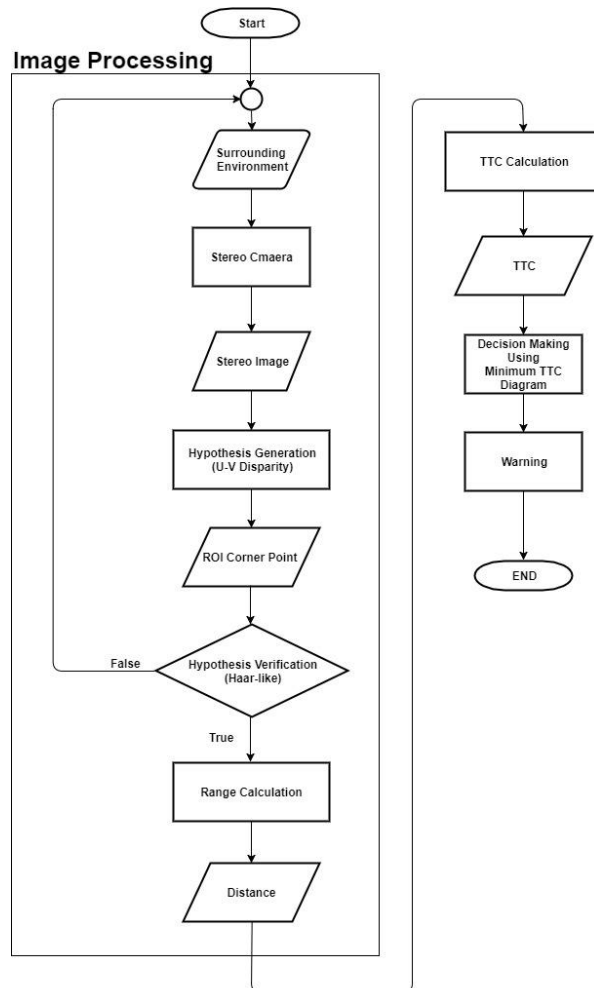 Start
Image Processing
Surrounding
Environment
Stereo Cmaera
Stereo Image
Hypothesis Generation
(U-V Disparity)
ROI Corner Point
Hypothesis Verification
(Haar-like)
False
True
Range Calculation
Distance
TTC Calculation
TTC
Decision Making
Using
Minimum TTC
Diagram
Warning
END